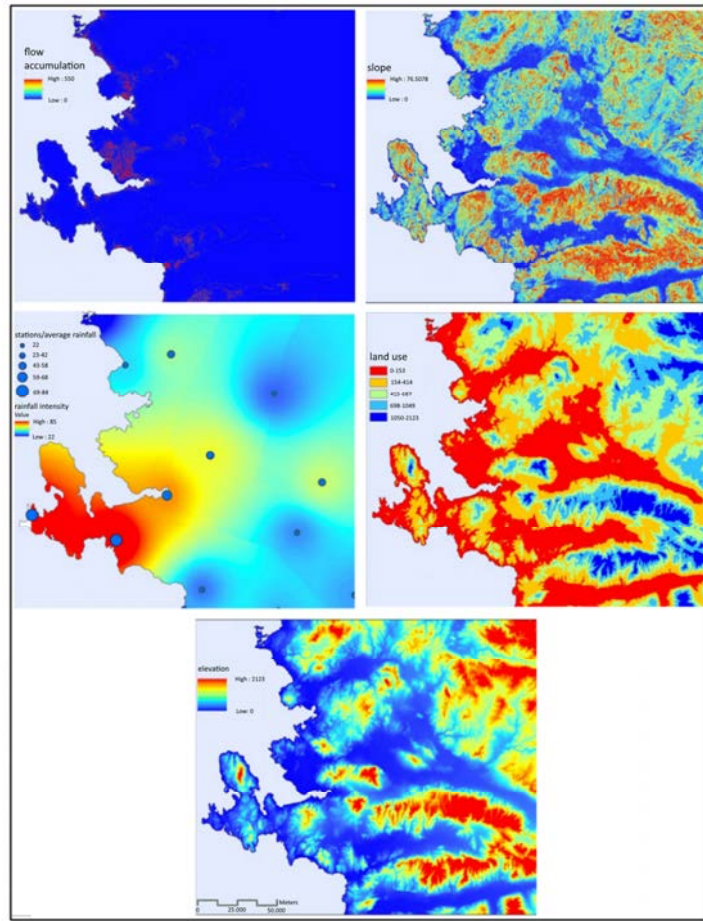 flow
accumulation
High : 550
Low : 0
slope
High : 76.5078
Low : 0
stations/average rainfall
22
23-42
43-58
59-68
69-84
rainfall intensity
Value
High : 85
Low : 22
land use
0-153
154-414
415-697
698-1049
1050-2123
elevation
High : 2123
Low: 0
Meters
0
25.000
50.000